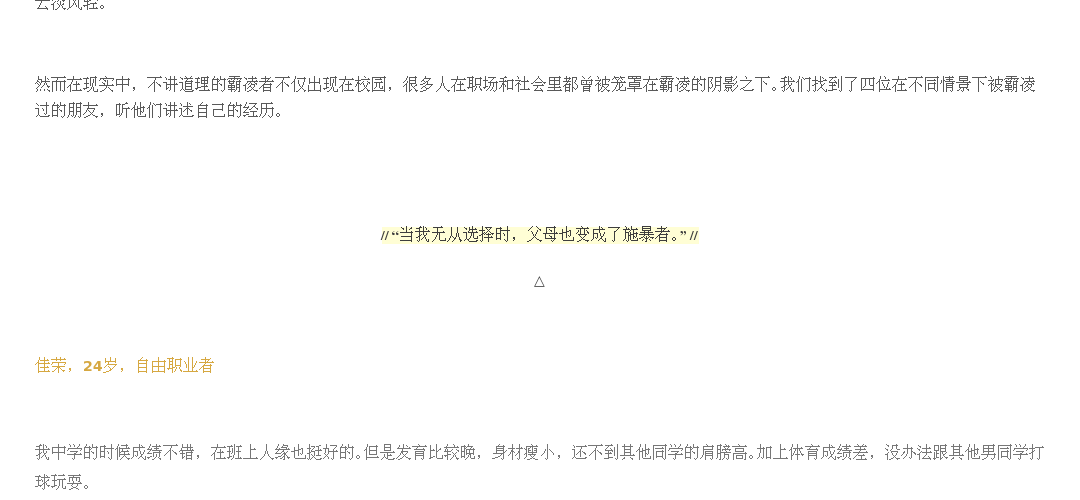 云淡风轻。
然而在现实中，不讲道理的霸凌者不仅出现在校园，很多人在职场和社会里都曾被笼罩在霸凌的阴影之下。我们找到了四位在不同情景下被霸凌
过的朋友，听他们讲述自己的经历。
// “当我无从选择时，父母也变成了施暴者。” //
△
佳荣，24岁，自由职业者
我中学的时候成绩不错，在班上人缘也挺好的。但是发育比较晚，身材瘦小，还不到其他同学的肩膀高。加上体育成绩差，没办法跟其他男同学打
球玩耍。